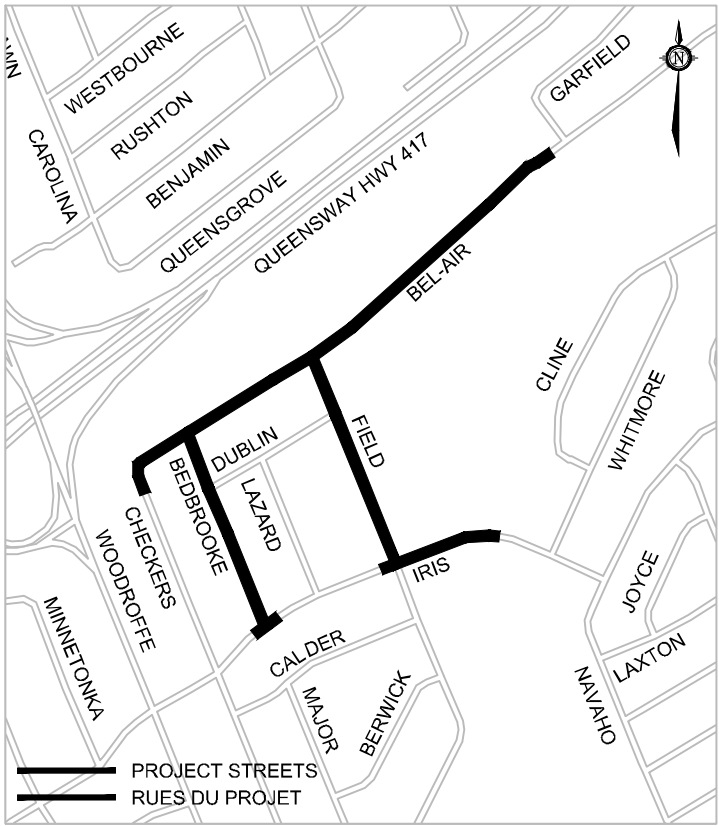 WESTBOURNE
GARFIELD
N
RUSHTON
CAROLINA
BENJAMIN
QUEENSWAY HWY 417
QUEENSGROVE
BEL-AIR
CLINE
WHITMORE
FIELD
DUBLIN
BEDBROOKE
LAZARD
CHECKERS
WOODROFFE
IRIS
JOYCE
MINNETONKA
CALDER
LAXTON
NAVAHO
MAJOR
BERWICK
PROJECT STREETS
RUES DU PROJET